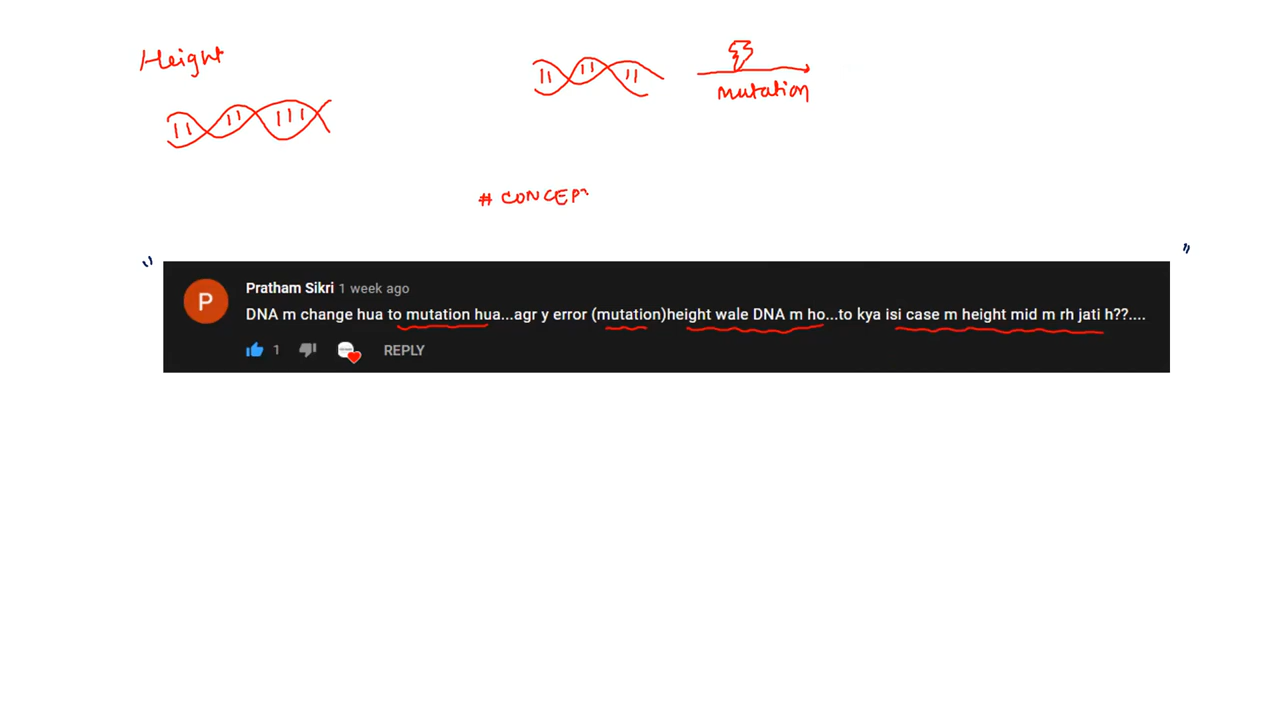 Height
mutation
# CONCEP
"
"
P
Pratham Sikri 1 week ago
DNA m change hua to mutation hua...agr y error (mutation)height wale DNA m ho...to kya isi case m height mid m rh jati h??....
1 REPLY